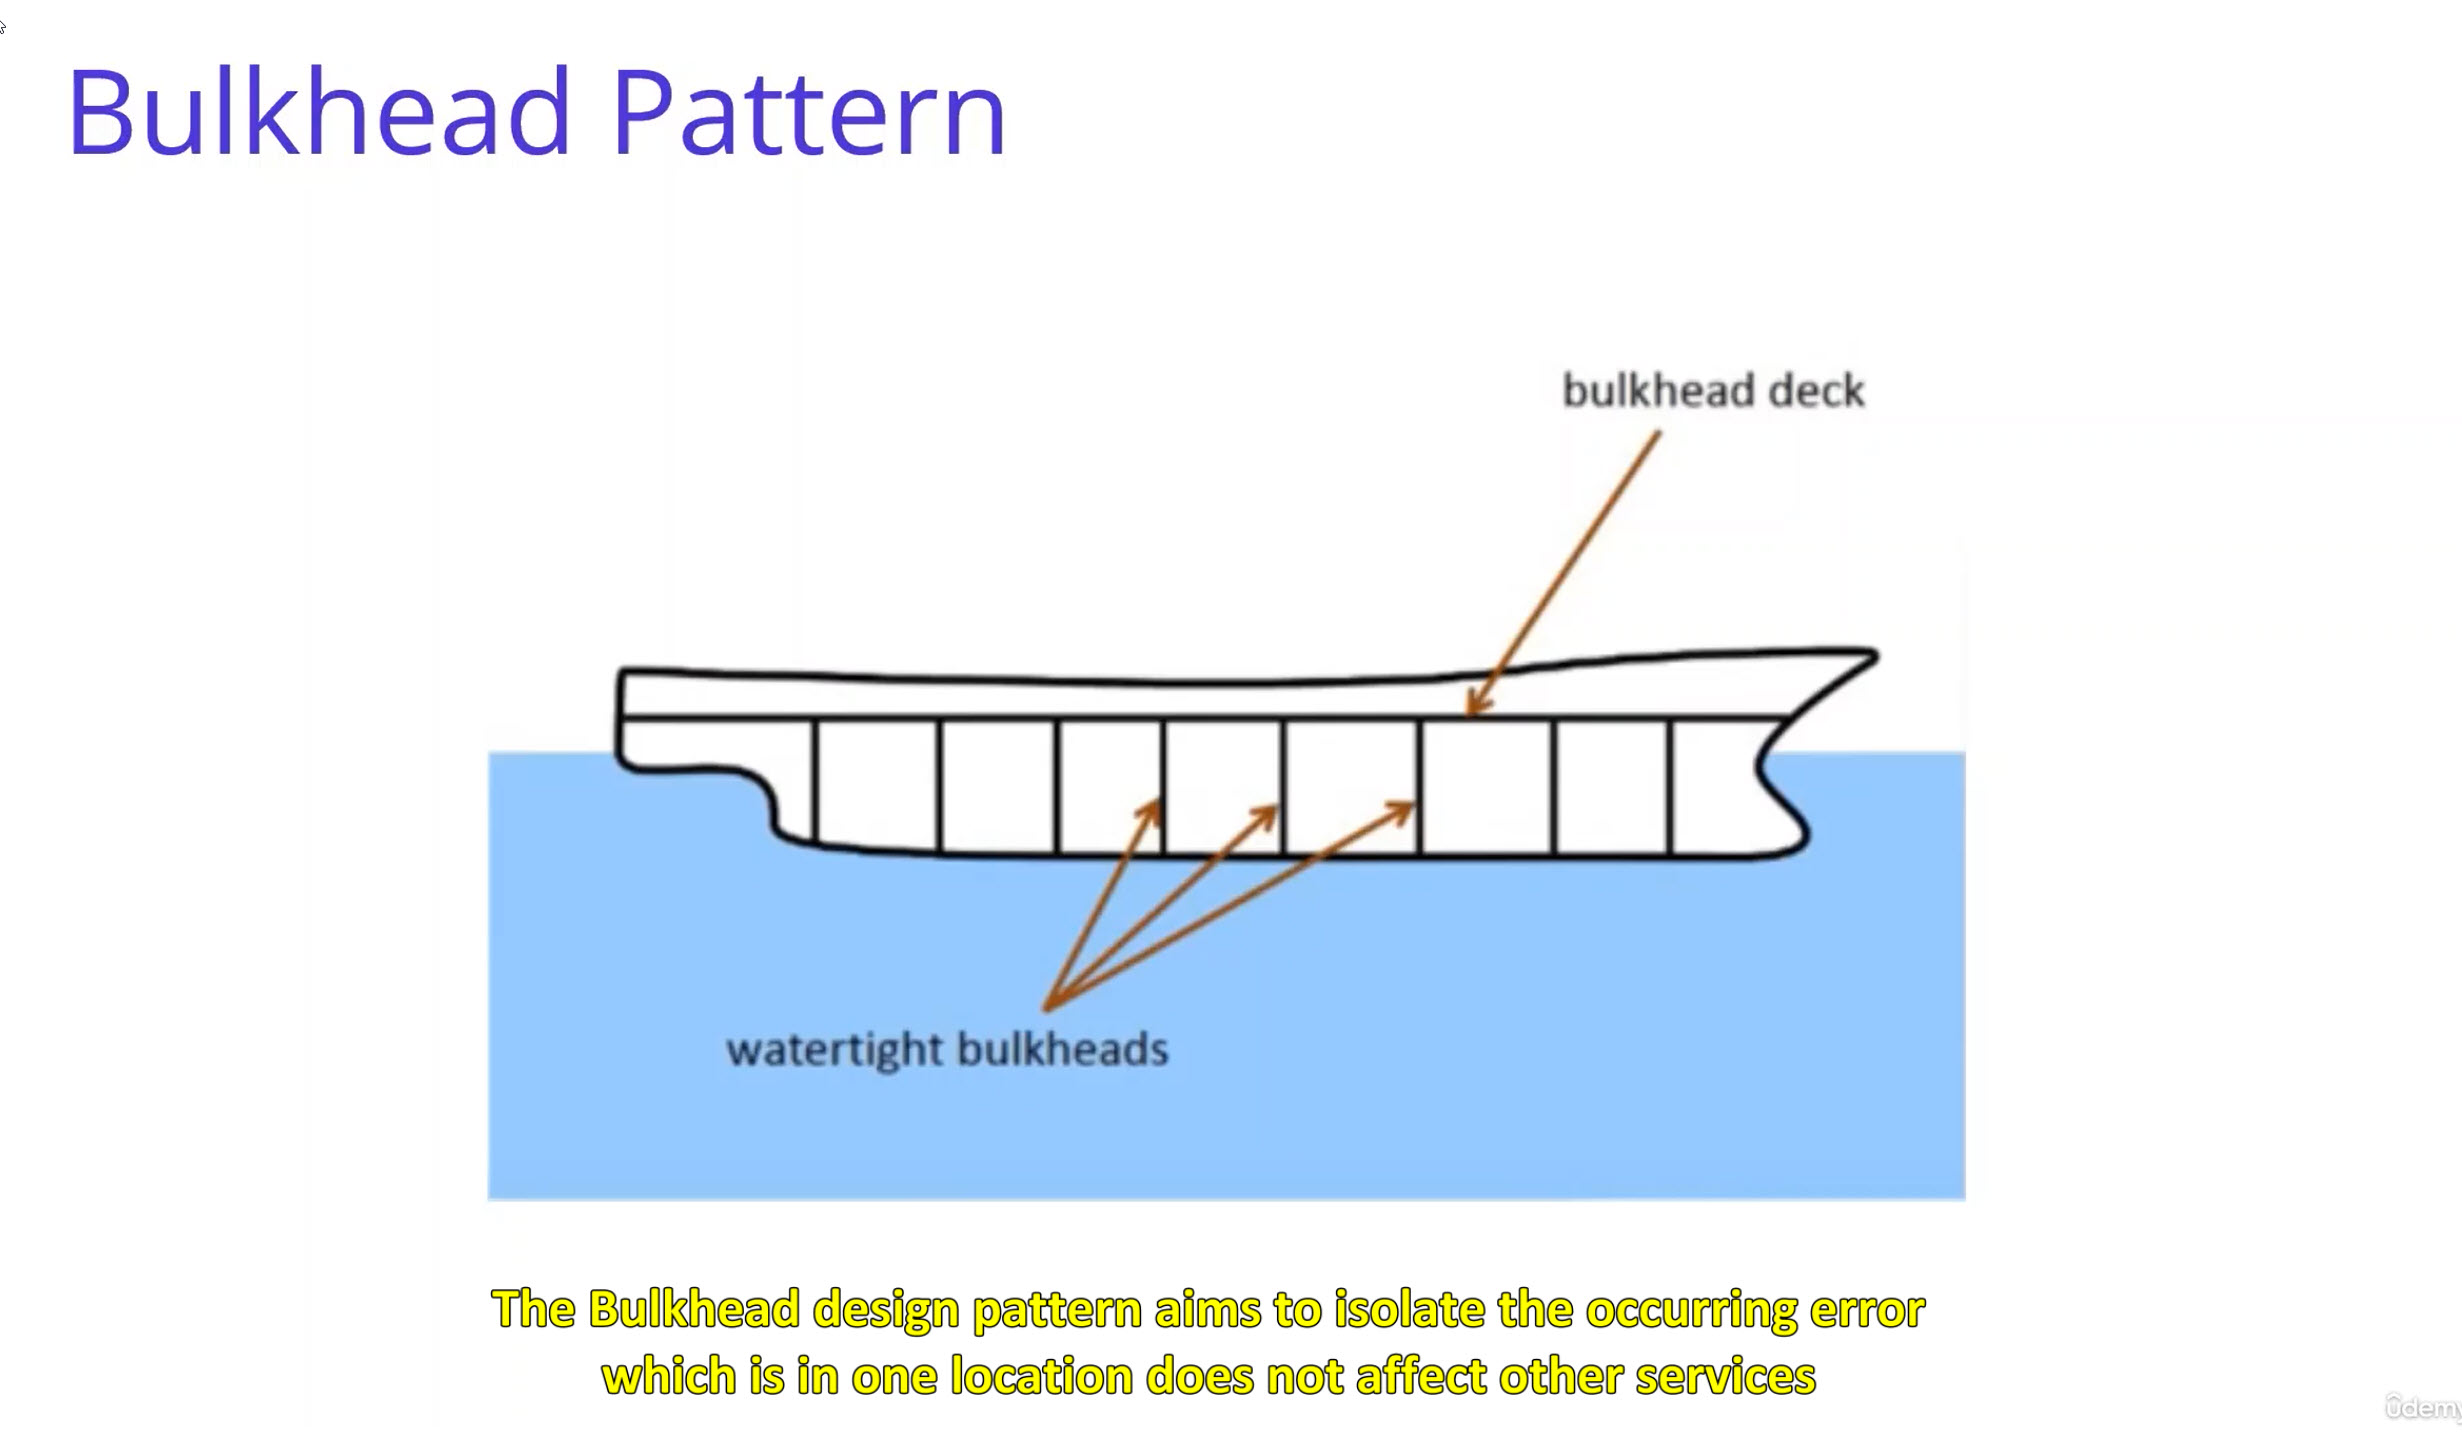 Bulkhead Pattern
bulkhead deck
watertight bulkheads
The Bulkhead design pattern aims to isolate the occurring error
which is in one location does not affect other services
ûdemy